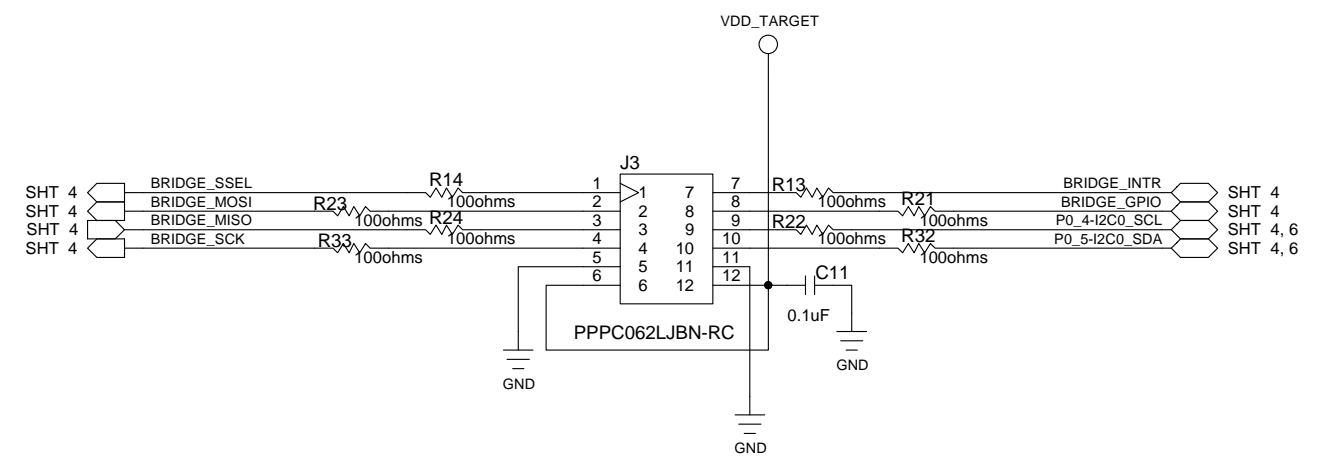 VDD_TARGET
J3
SHT 4 BRIDGE_SSEL R14 100ohms 1 1 7 7 R13 100ohms BRIDGE_INTR SHT 4
SHT 4 BRIDGE_MOSI R23 100ohms 2 2 8 8 R21 100ohms BRIDGE_GPIO SHT 4
SHT 4 BRIDGE_MISO R24 100ohms 3 3 9 9 R22 100ohms P0_4-I2C0_SCL SHT 4, 6
SHT 4 BRIDGE_SCK R33 100ohms 4 4 10 10 R32 100ohms P0_5-I2C0_SDA SHT 4, 6
5 5 11 11
6 6 12 12 C11
0.1uF
PPPC062LJBN-RC
GND
GND
GND